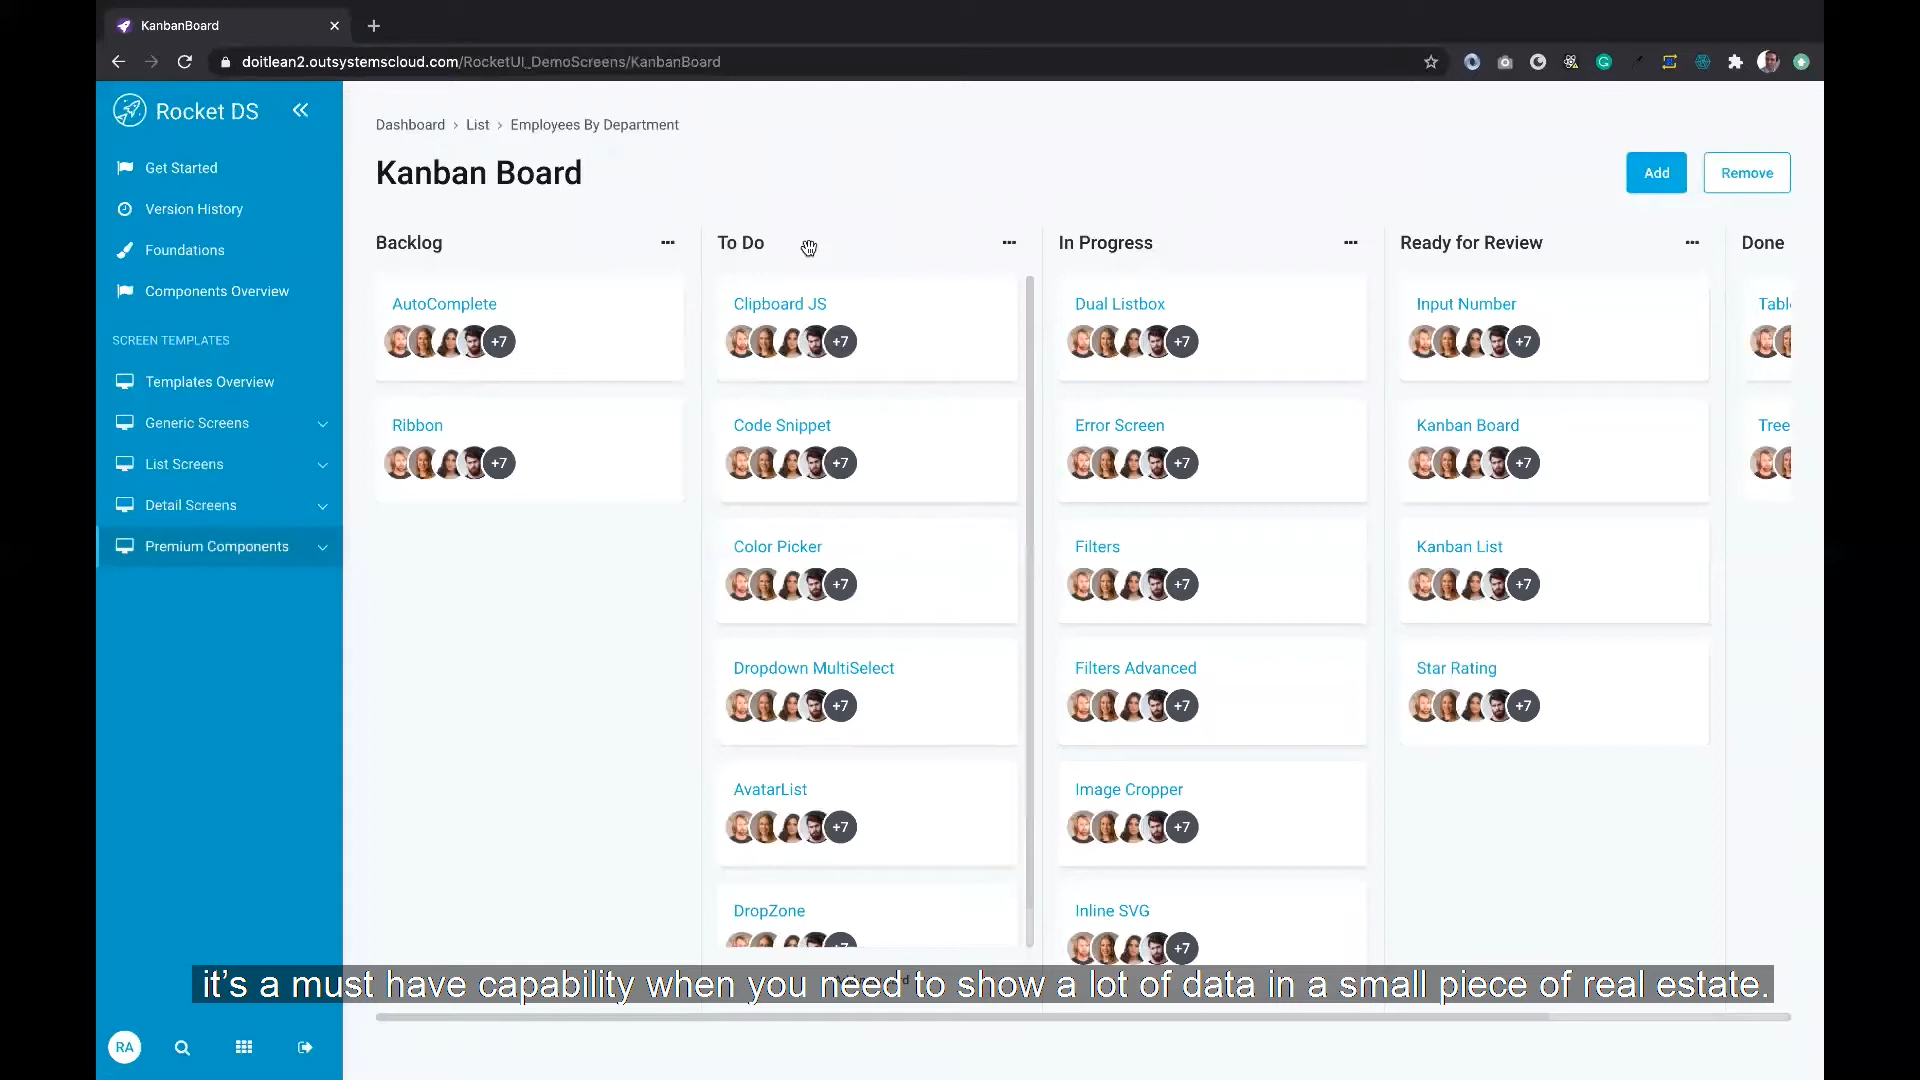 KanbanBoard
doitlean2.outsystemscloud.com/RocketUI_DemoScreens/KanbanBoard
Rocket DS
Get Started
Version History
Foundations
Components Overview
SCREEN TEMPLATES
Templates Overview
Generic Screens
List Screens
Detail Screens
Premium Components
RA
Dashboard > List > Employees By Department
Kanban Board
Add
Remove
Backlog
AutoComplete
+7
Ribbon
+7
To Do
Clipboard JS
+7
Code Snippet
+7
Color Picker
+7
Dropdown MultiSelect
+7
AvatarList
+7
DropZone
+7
In Progress
Dual Listbox
+7
Error Screen
+7
Filters
+7
Filters Advanced
+7
Image Cropper
+7
Inline SVG
+7
Ready for Review
Input Number
+7
Kanban Board
+7
Kanban List
+7
Star Rating
+7
Done
Tabl
Tree
it's a must have capability when you need to show a lot of data in a small piece of real estate.